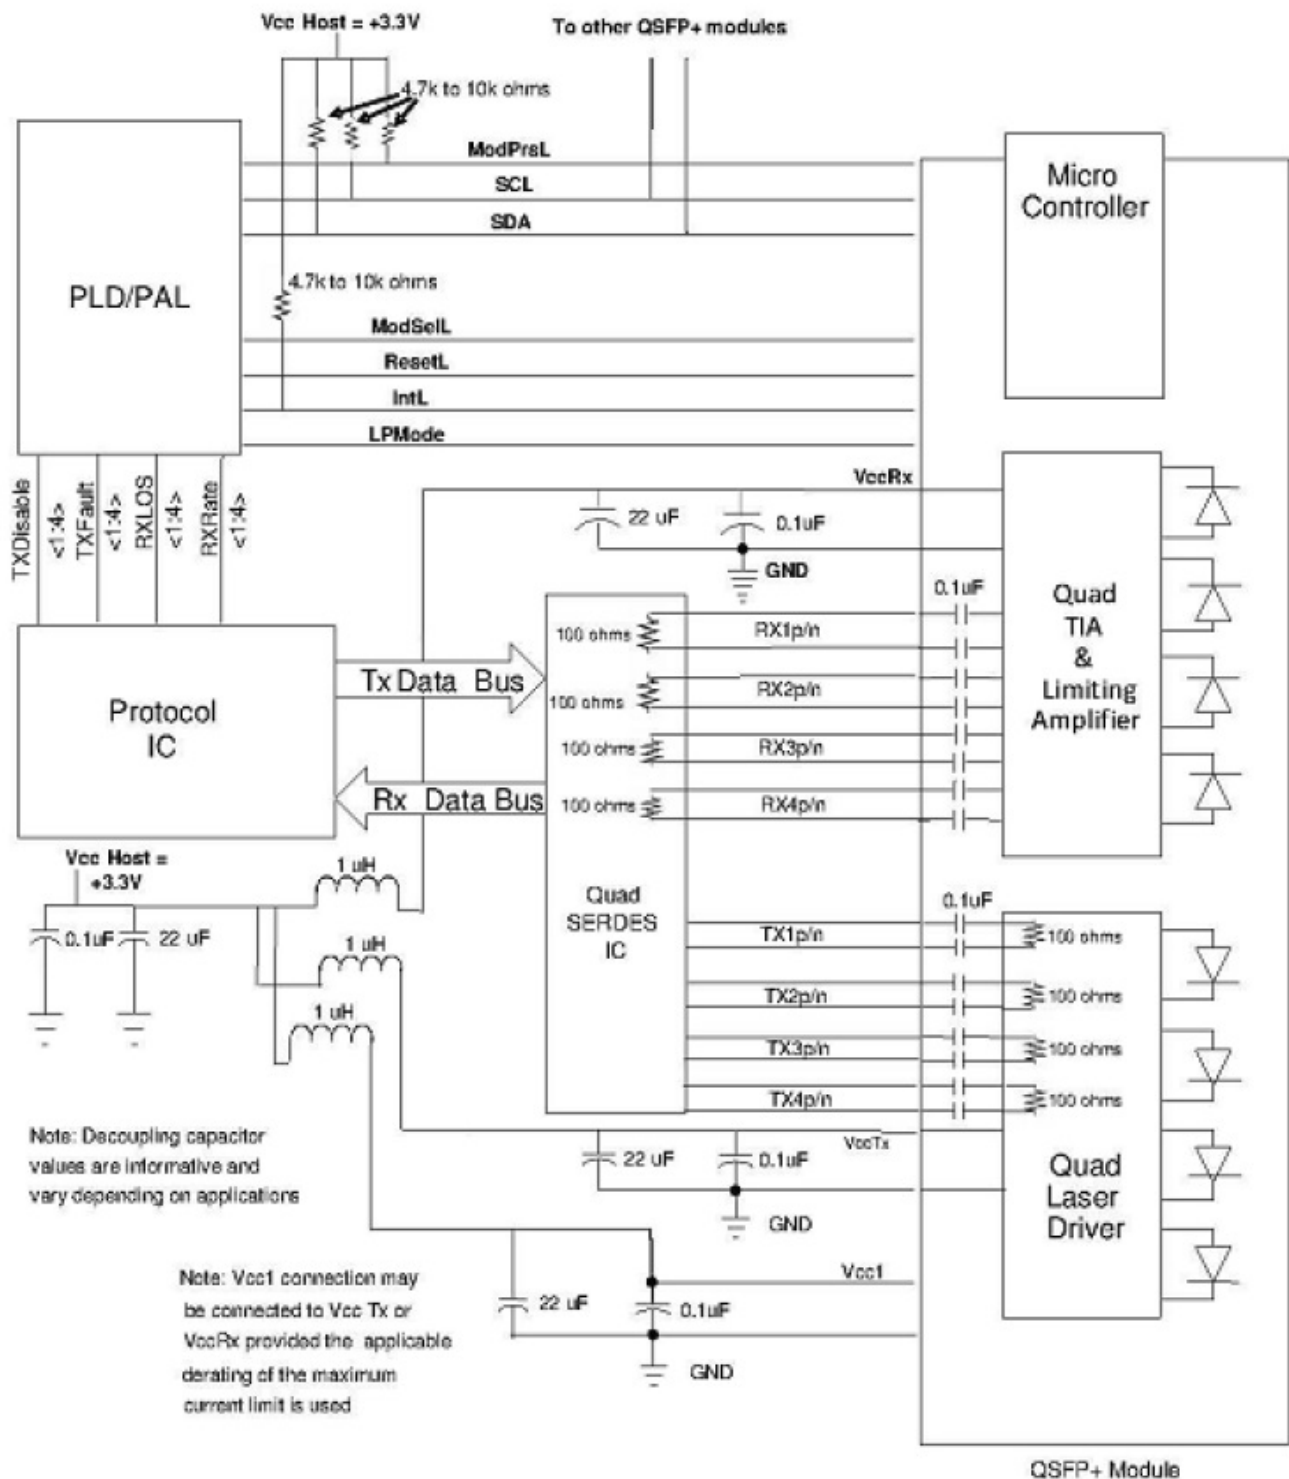 Vcc Host = +3.3V
To other QSFP+ modules
4.7k to 10k ohms
ModPrsL
SCL
SDA
Micro
Controller
PLD/PAL
4.7k to 10k ohms
ModSelL
ResetL
IntL
LPMode
TXDisable
<1:4>
TXFault
<1:4>
RXLOS
<1:4>
RXRate
<1:4>
VccRx
22 uF
0.1uF
GND
0.1uF
100 ohms
RX1p/n
100 ohms
RX2p/n
100 ohms
RX3p/n
100 ohms
RX4p/n
Quad
TIA
&
Limiting
Amplifier
Tx Data Bus
Protocol
IC
Rx Data Bus
Vcc Host =
+3.3V
1 uH
0.1uF
22 uF
1 uH
1 uH
Quad
SERDES
IC
0.1uF
TX1p/n
100 ohms
TX2p/n
100 ohms
TX3p/n
100 ohms
TX4p/n
100 ohms
Note: Decoupling capacitor
values are informative and
vary depending on applications
VccTx
22 uF
0.1uF
GND
Quad
Laser
Driver
Note: Vcc1 connection may
be connected to Vcc Tx or
VccRx provided the applicable
derating of the maximum
current limit is used
Vcc1
22 uF
0.1uF
GND
QSFP+ Module